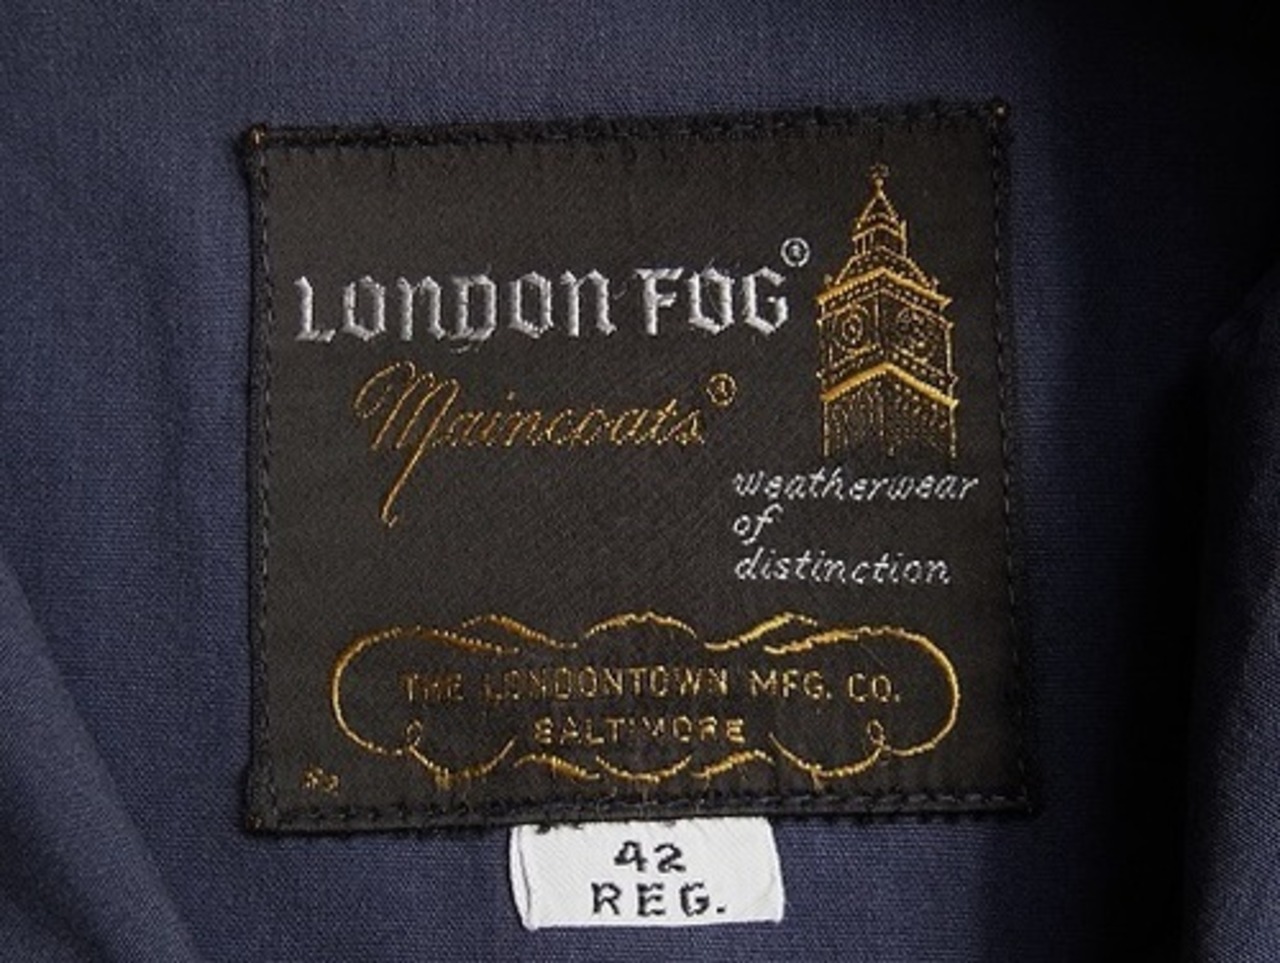 LONDON FOG®
Maincoats®
weatherwear
of
distinction
THE LONDONTOWN MFG. CO.
BALTIMORE
42
REG.